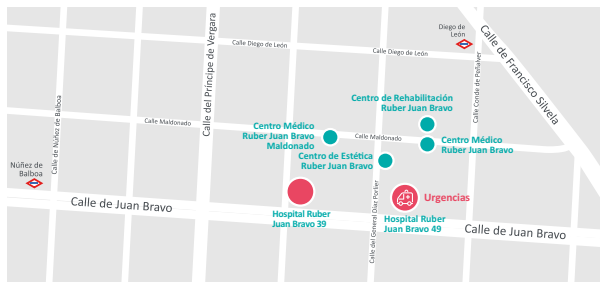 Diego de
León
Calle de Francisco Silvela
Calle del Príncipe de Vergara
Calle Diego de León
Calle Diego de León
Calle Conde de Peñalver
Centro de Rehabilitación
Ruber Juan Bravo
Calle de Núñez de Balboa
Calle Maldonado
Centro Médico
Ruber Juan Bravo
Maldonado
Calle Maldonado
Centro Médico
Ruber Juan Bravo
Centro de Estética
Ruber Juan Bravo
Núñez de
Balboa
Calle del General Díaz Porlier
Urgencias
Calle de Juan Bravo
Hospital Ruber
Juan Bravo 39
Hospital Ruber
Juan Bravo 49
Calle de Juan Bravo